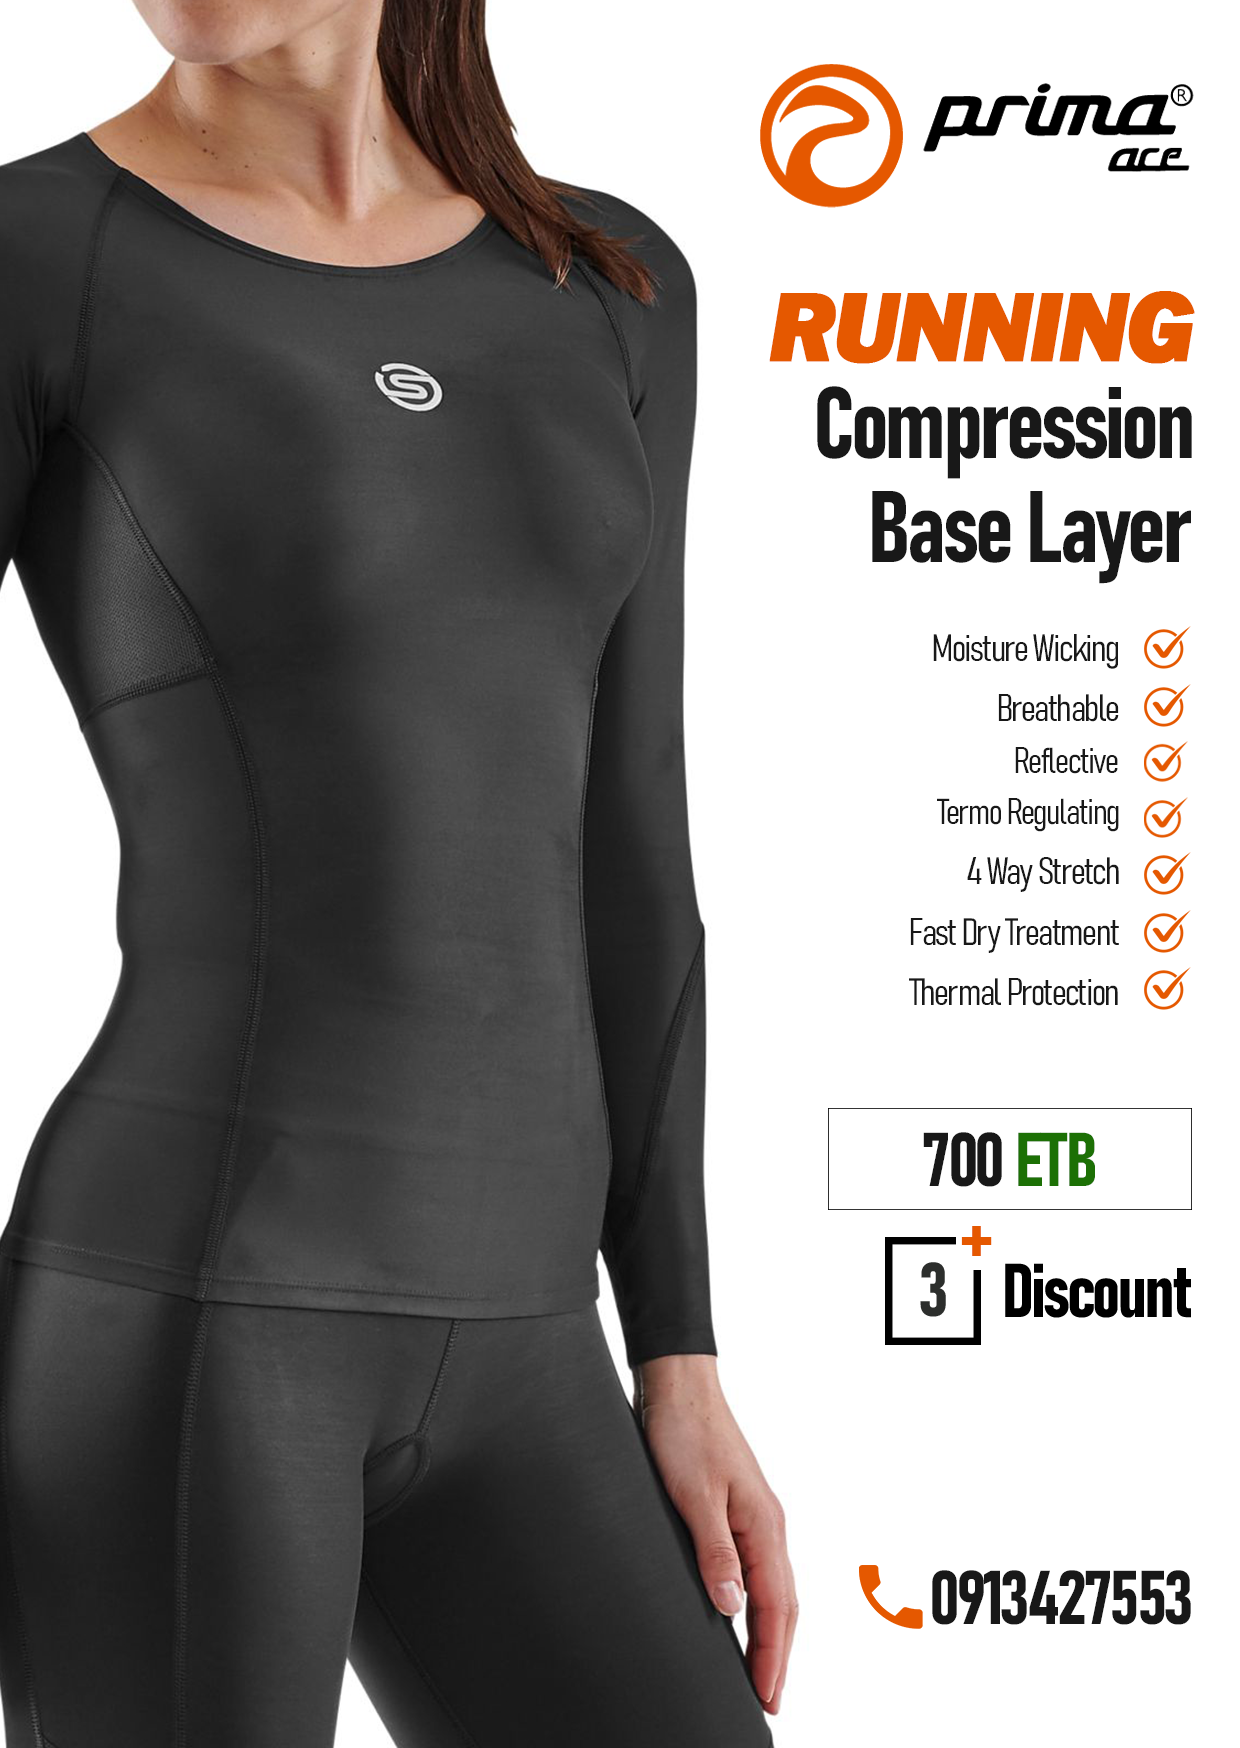 prima®
ace
RUNNING
Compression
Base Layer
Moisture Wicking
Breathable
Reflective
Termo Regulating
4 Way Stretch
Fast Dry Treatment
Thermal Protection
700 ETB
3+ Discount
0913427553